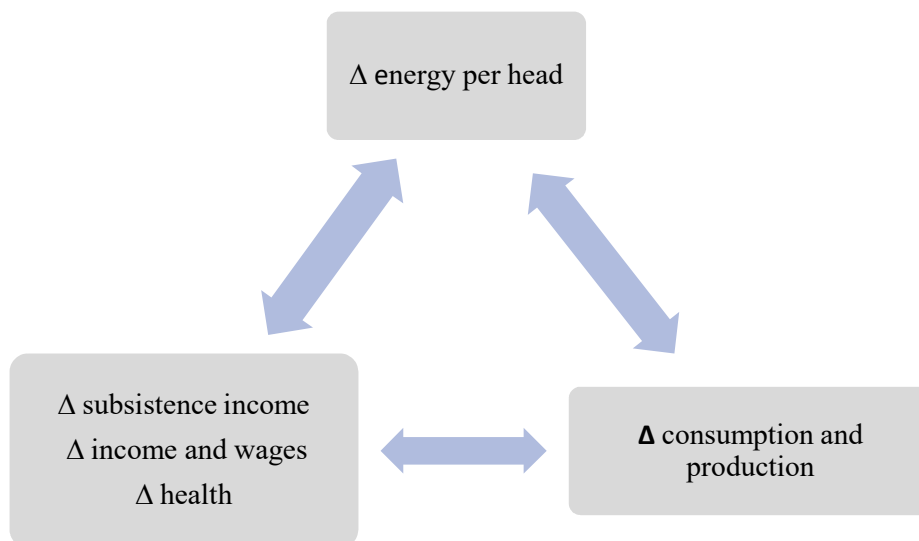 Δ energy per head
Δ subsistence income
Δ income and wages
Δ health
Δ consumption and
production